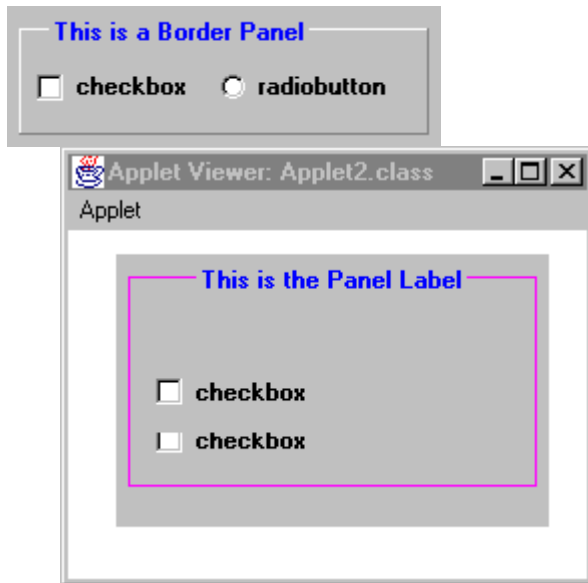 This is a Border Panel
checkbox radiobutton
Applet Viewer: Applet2.class
Applet
This is the Panel Label
checkbox
checkbox